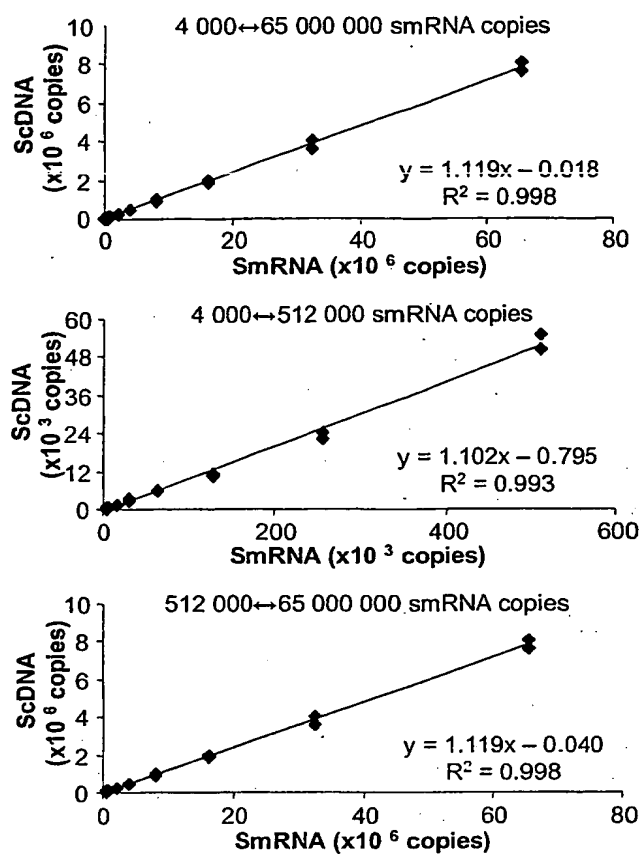 4 000↔65 000 000 smRNA copies
ScDNA
(x10 6 copies)
10
8
6
4
2
0
y = 1.119x – 0.018
R² = 0.998
0 20 40 60 80
SmRNA (x10 6 copies)
4 000↔512 000 smRNA copies
ScDNA
(x10 3 copies)
60
48
36
24
12
0
y = 1.102x – 0.795
R² = 0.993
0 200 400 600
SmRNA (x10 3 copies)
512 000↔65 000 000 smRNA copies
ScDNA
(x10 6 copies)
10
8
6
4
2
0
y = 1.119x – 0.040
R² = 0.998
0 20 40 60 80
SmRNA (x10 6 copies)